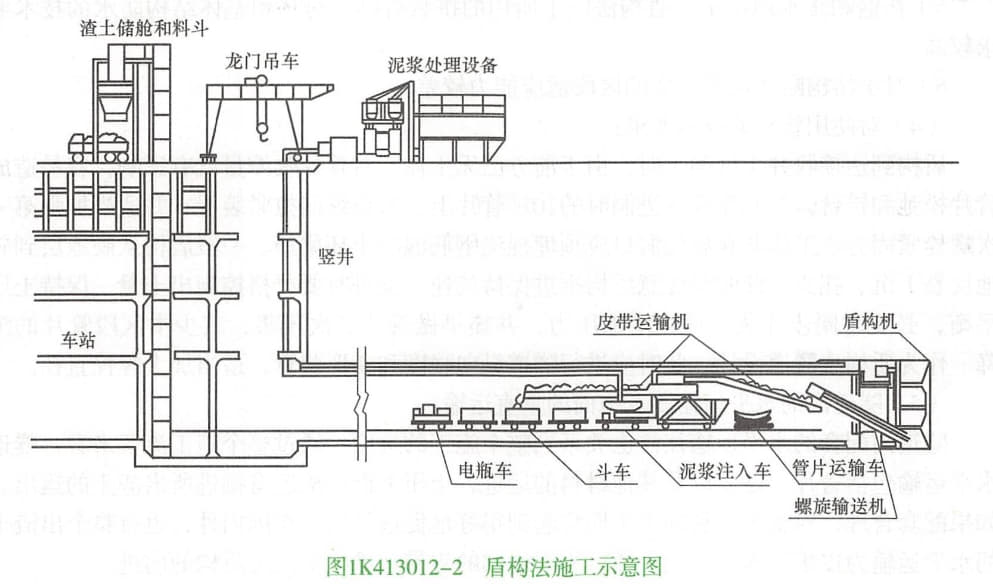 渣土储舱和料斗
龙门吊车
泥浆处理设备
竖井
车站
皮带运输机
盾构机
电瓶车
斗车
泥浆注入车
管片运输车
螺旋输送机
图1K413012-2 盾构法施工示意图